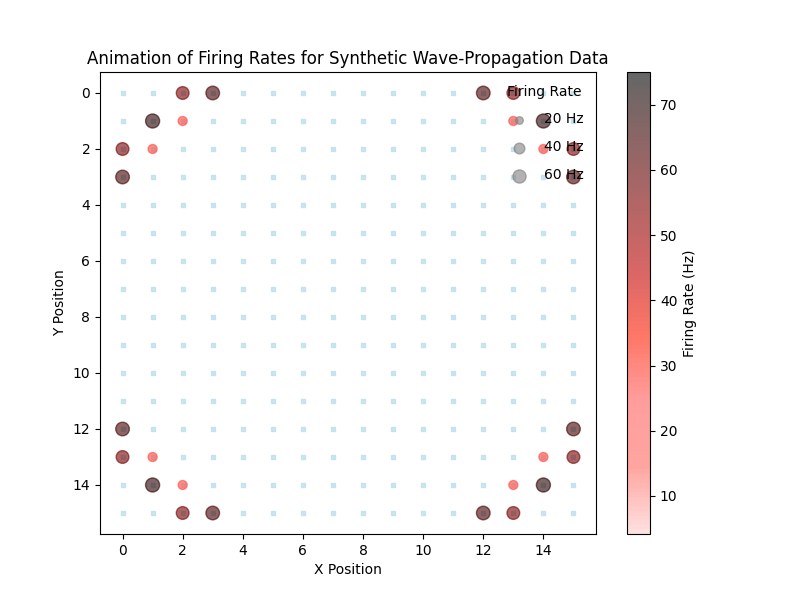 Animation of Firing Rates for Synthetic Wave-Propagation Data
Firing Rate
20 Hz
40 Hz
60 Hz
0
2
4
6
8
10
12
14
Y Position
0
2
4
6
8
10
12
14
X Position
70
60
50
40
30
20
10
Firing Rate (Hz)